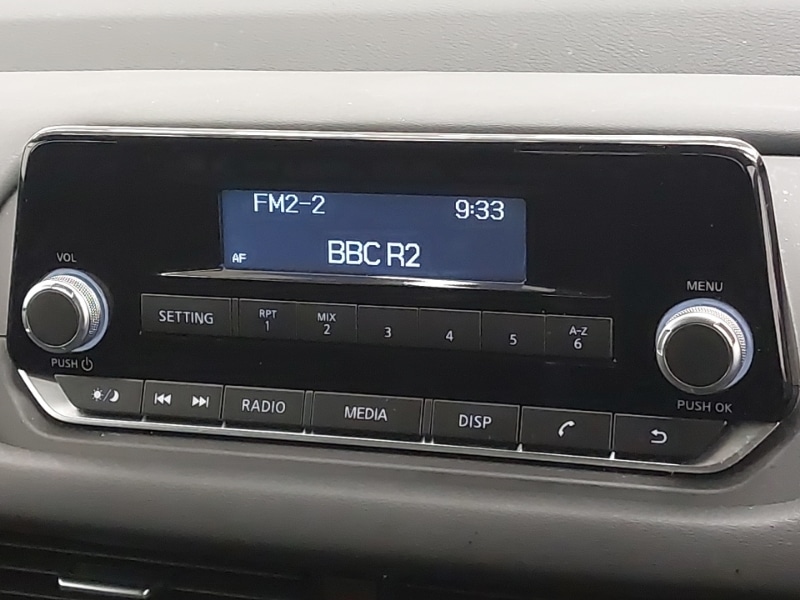 FM2-2 9:33
AF BBC R2
VOL
MENU
SETTING RPT 1 MIX 2 3 4 5 A-Z 6
PUSH
PUSH OK
RADIO MEDIA DISP